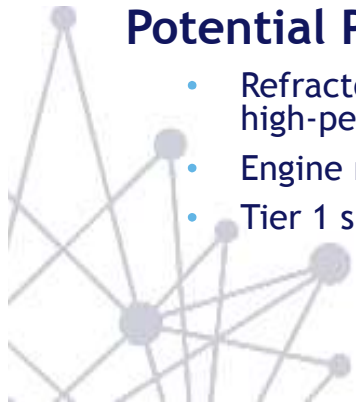 Potential
• Refract
high-pe
• Engine
• Tier 1 s